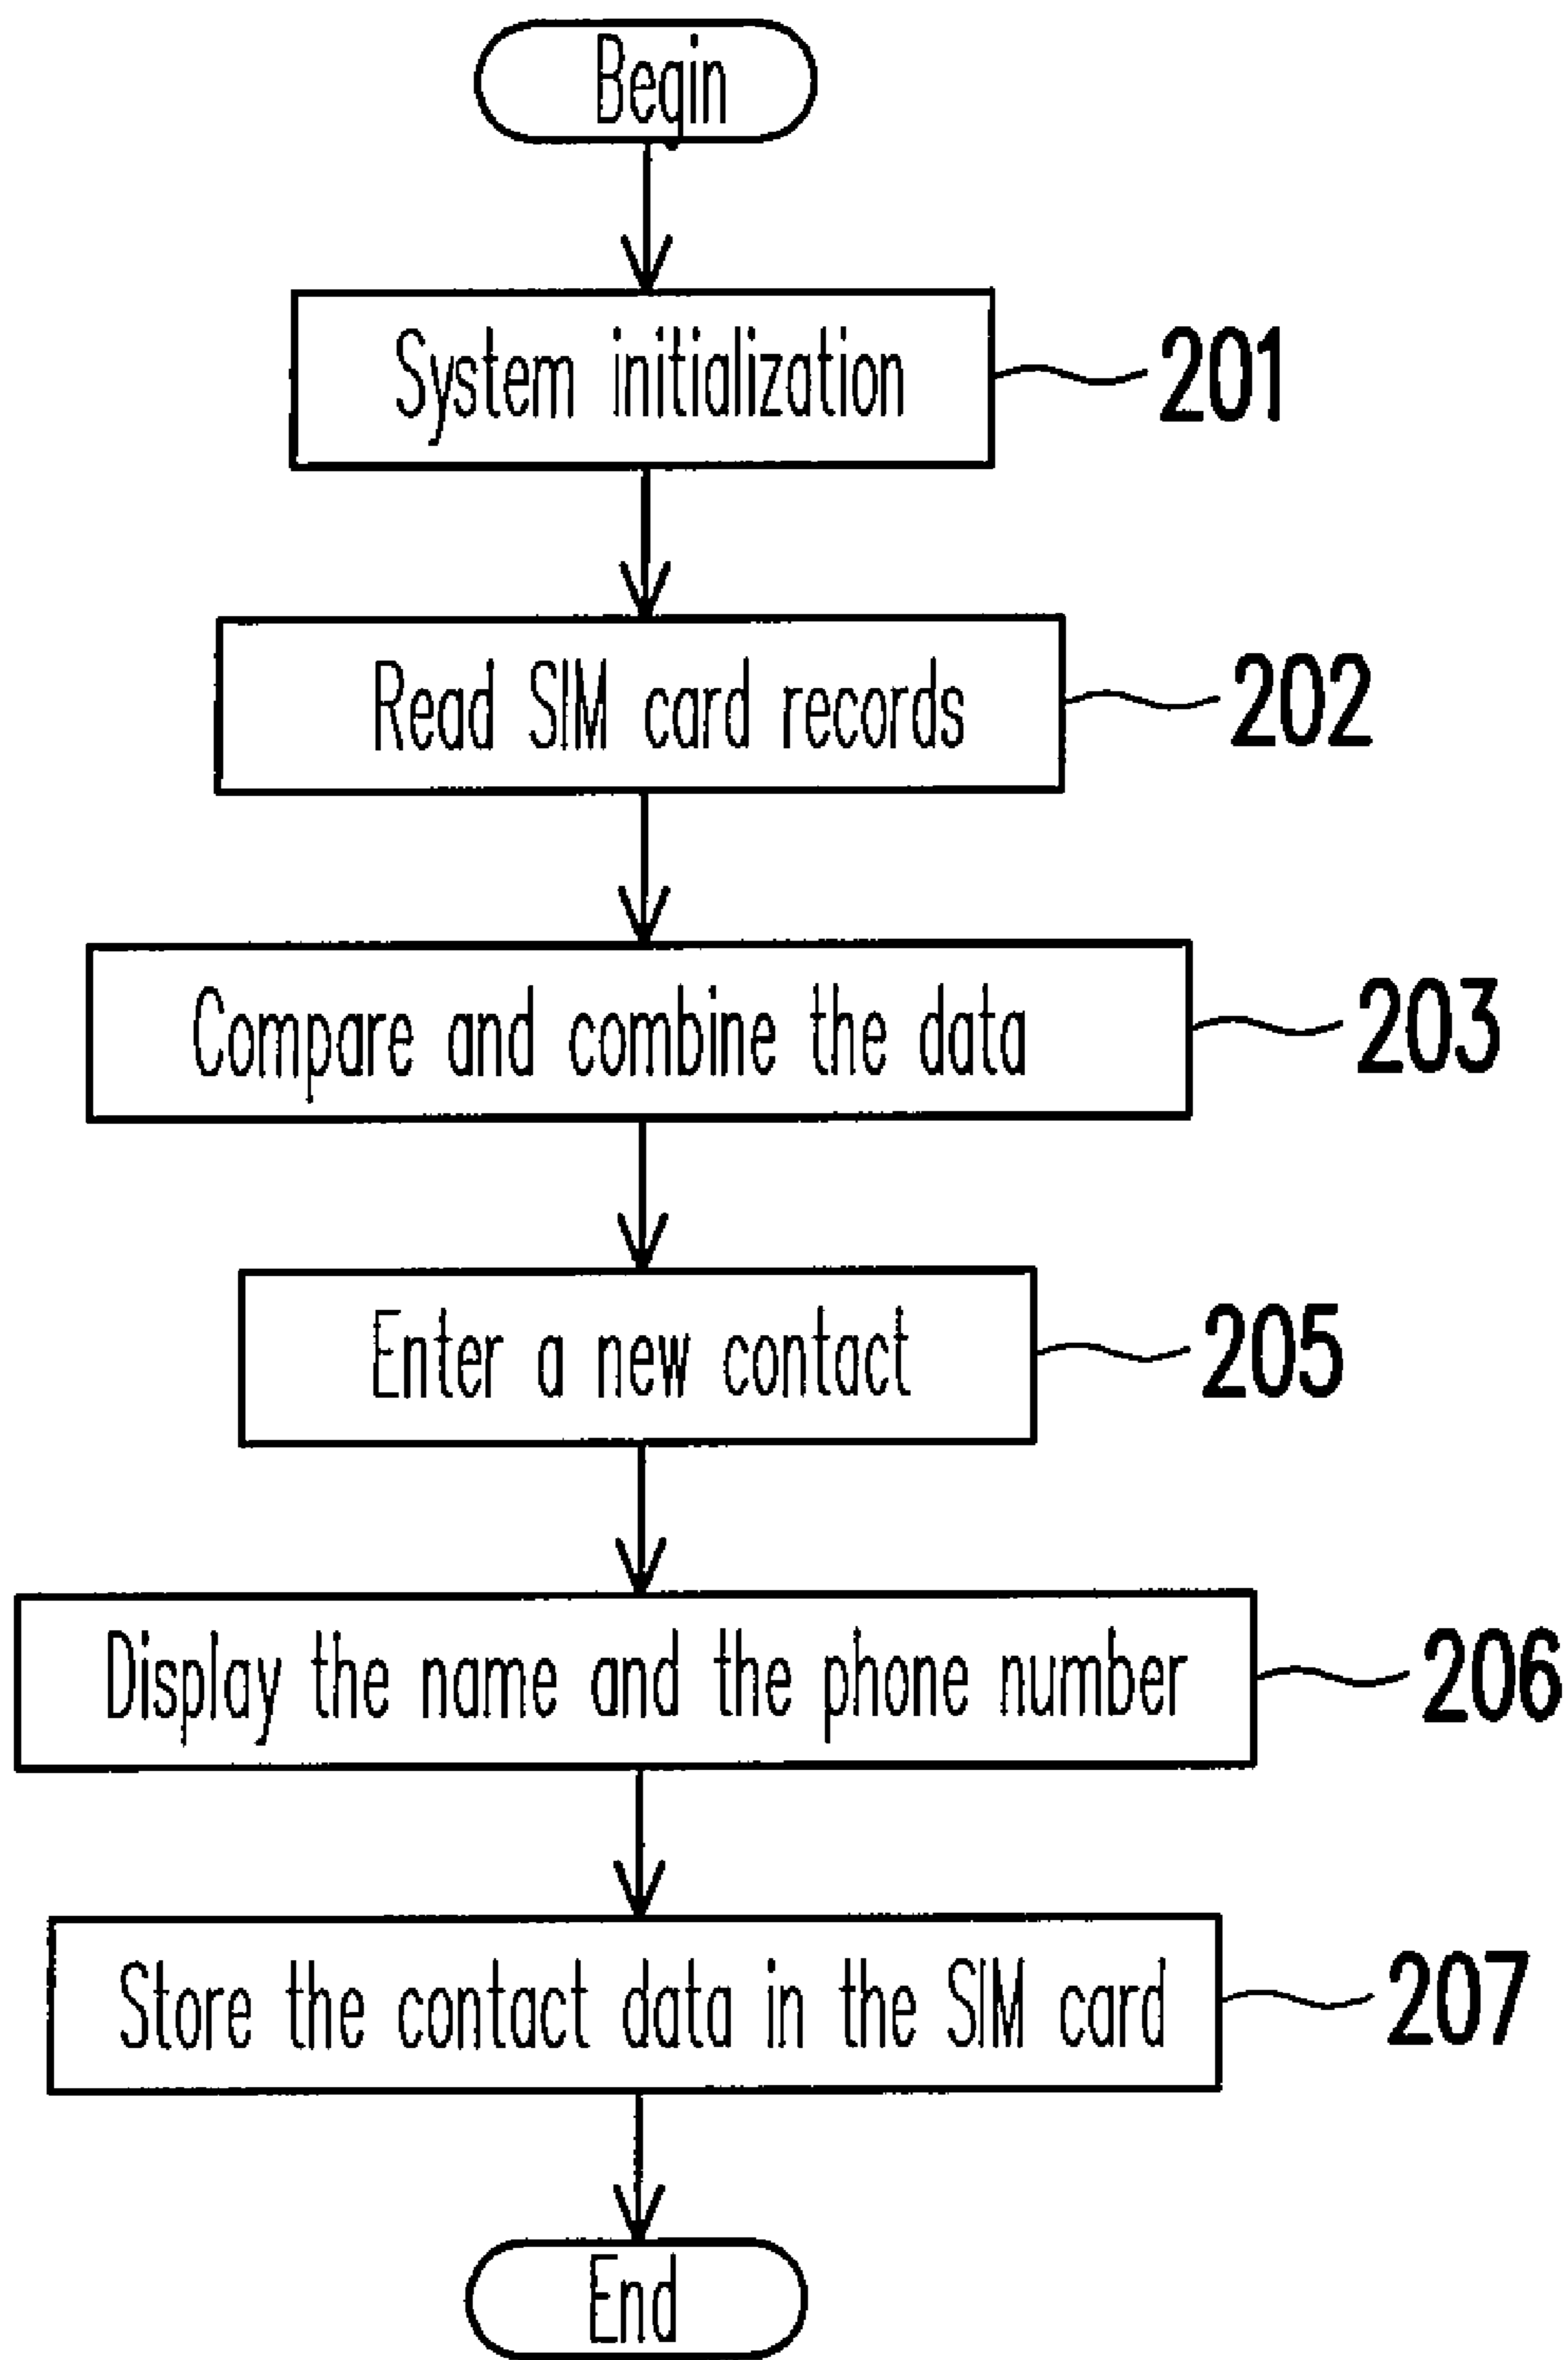 Begin
System initialization 201
Read SIM card records 202
Compare and combine the data 203
Enter a new contact 205
Display the name and the phone number 206
Store the contact data in the SIM card 207
End